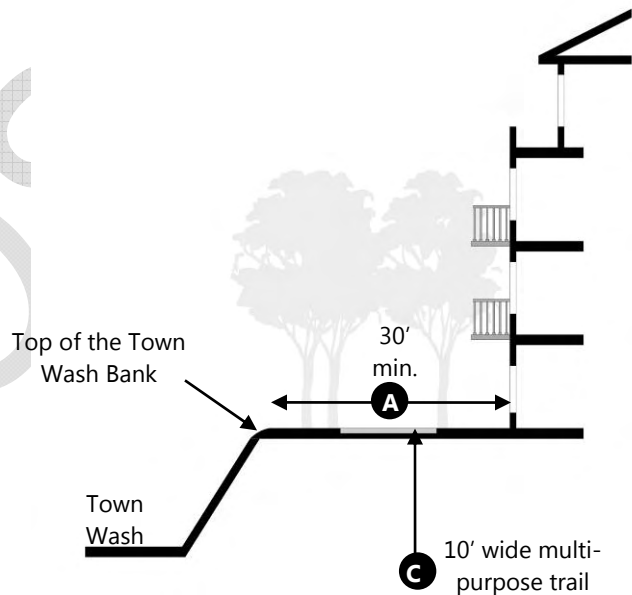 Top of the Town
Wash Bank
30'
min.
A
Town
Wash
C
10' wide multi-
purpose trail